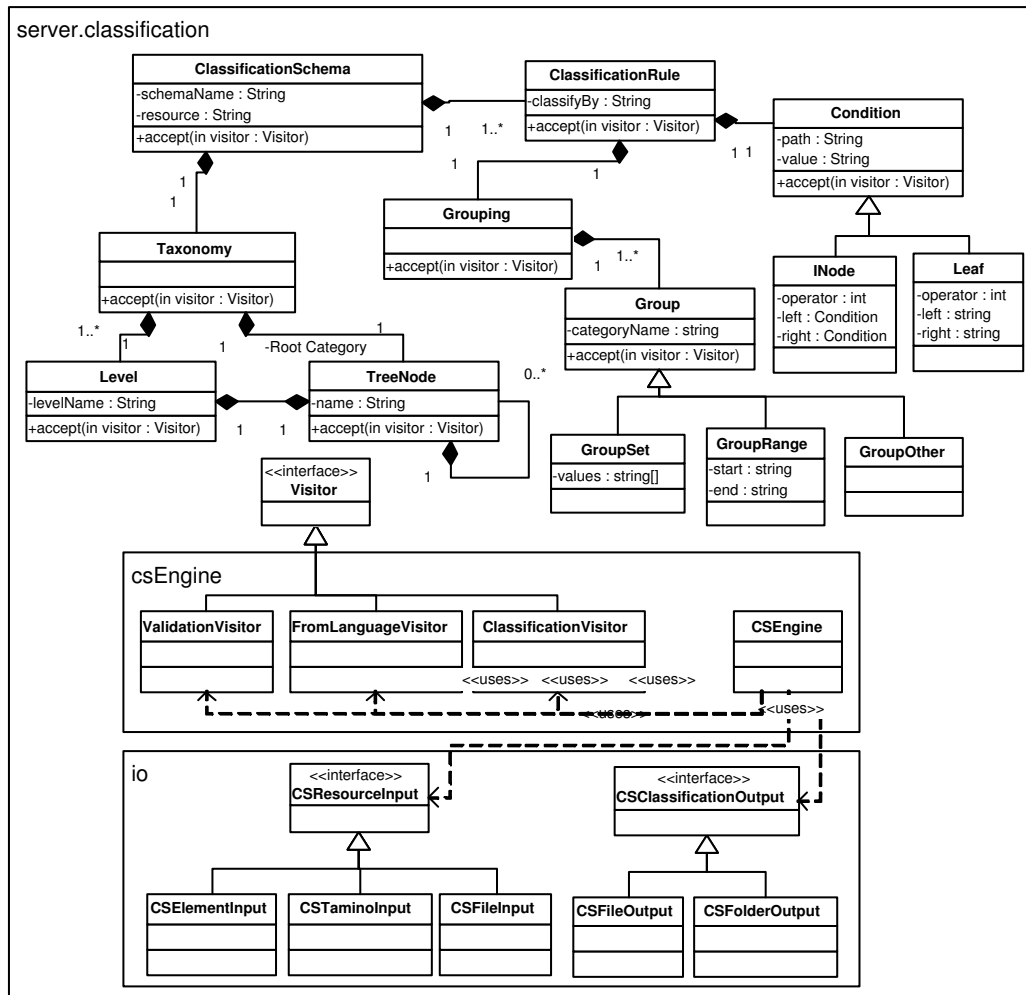 server.classification
ClassificationSchema
-schemaName : String
-resource : String
+accept(in visitor : Visitor)
ClassificationRule
-classifyBy : String
+accept(in visitor : Visitor)
Condition
-path : String
-value : String
+accept(in visitor : Visitor)
1
1..*
1 1
1
1
1
1
Taxonomy
+accept(in visitor : Visitor)
Grouping
+accept(in visitor : Visitor)
1..*
1
INode
-operator : int
-left : Condition
-right : Condition
Leaf
-operator : int
-left : string
-right : string
Group
-categoryName : string
+accept(in visitor : Visitor)
1..*
1
1
1
-Root Category
Level
-levelName : String
+accept(in visitor : Visitor)
TreeNode
-name : String
+accept(in visitor : Visitor)
0..*
1
1
1
GroupSet
-values : string[]
GroupRange
-start : string
-end : string
GroupOther
<<interface>>
Visitor
csEngine
ValidationVisitor
FromLanguageVisitor
ClassificationVisitor
CSEngine
<<uses>>
<<uses>>
<<uses>>
<<uses>>
<<uses>>
io
<<interface>>
CSResourceInput
<<interface>>
CSClassificationOutput
CSElementInput
CSTaminoInput
CSFileInput
CSFileOutput
CSFolderOutput